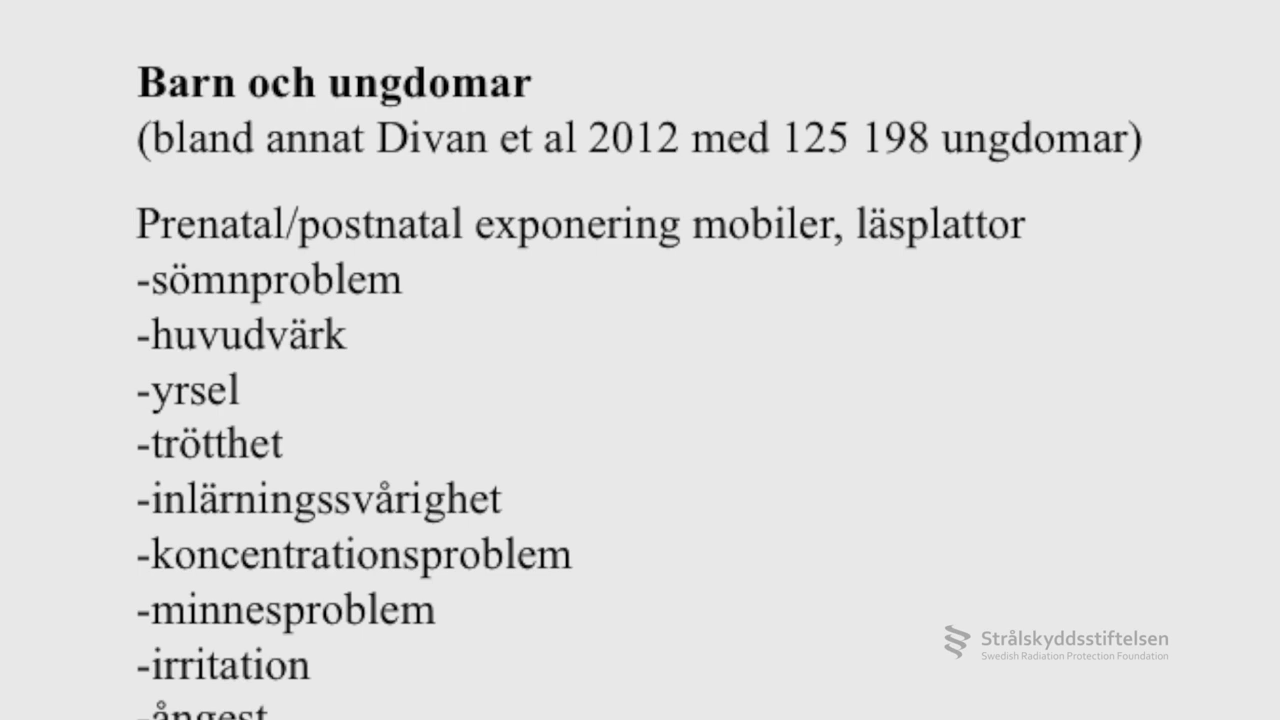 Barn och ungdomar
(bland annat Divan et al 2012 med 125 198 ungdomar)
Prenatal/postnatal exponering mobiler, läsplattor
-sömnproblem
-huvudvärk
-yrsel
-trötthet
-inlärningssvårighet
-koncentrationsproblem
-minnesproblem
-irritation
-ångest
Strålskyddsstiftelsen
Swedish Radiation Protection Foundation